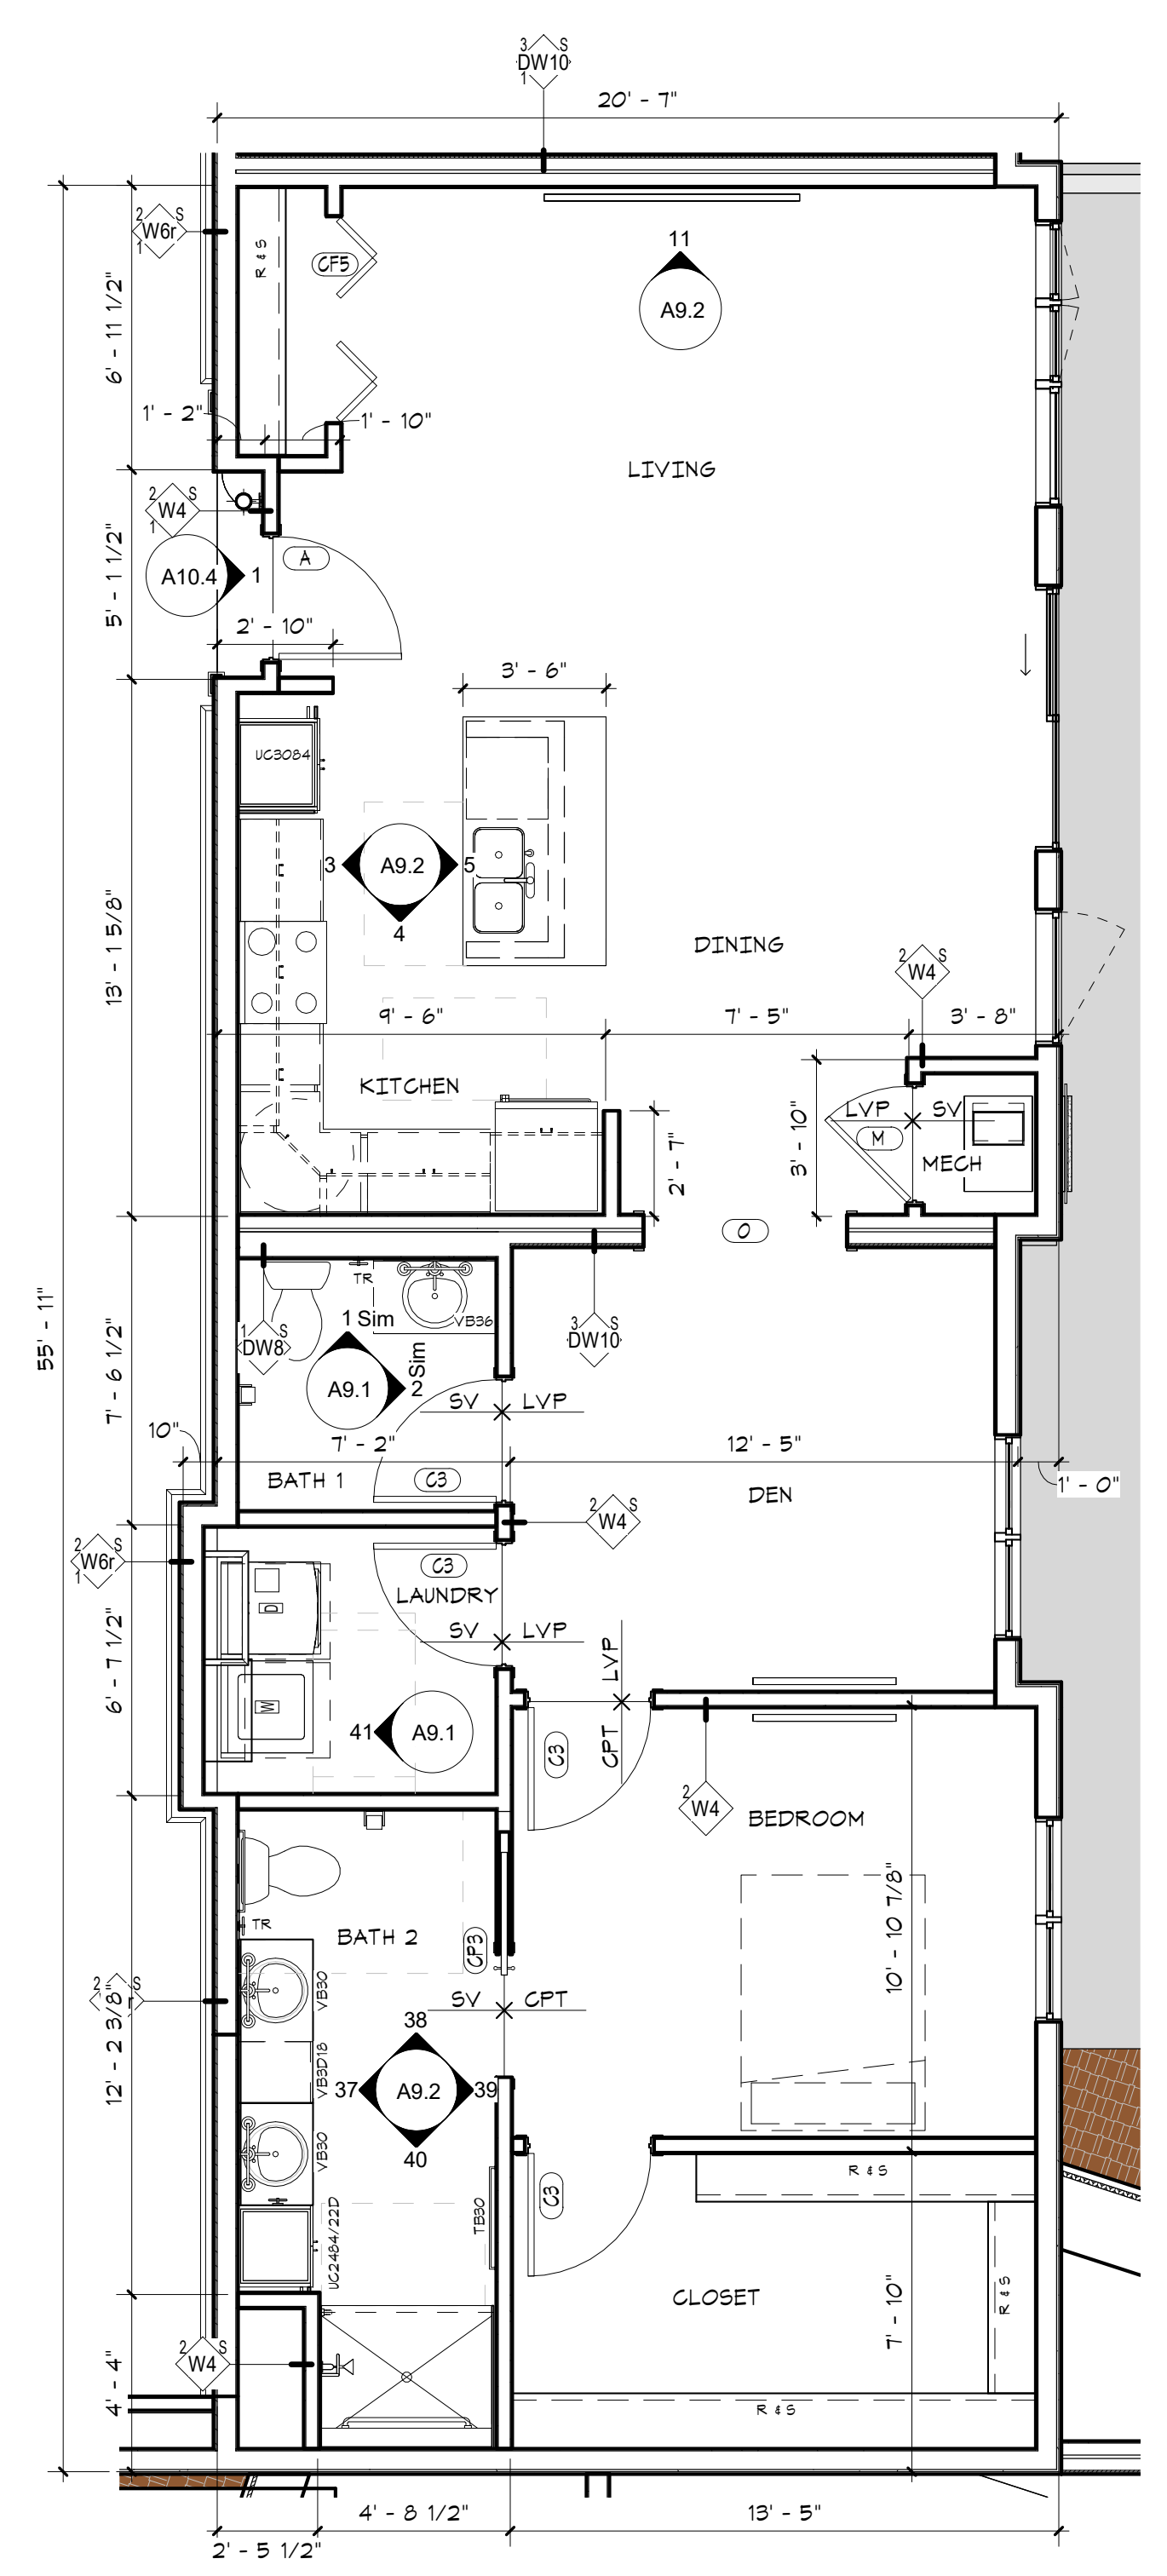 3 S
DW10
1
20' - 7"
2 S
W6r
1
R & S
CF5
11
A9.2
6' - 11 1/2"
1' - 2"
1' - 10"
LIVING
2 S
W4
1
A
A10.4
1
5' - 1 1/2"
2' - 10"
3' - 6"
UC3084
3
A9.2
5
4
13' - 1 5/8"
DINING
2 S
W4
9' - 6"
7' - 5"
3' - 8"
KITCHEN
LVP
SV
M
MECH
3' - 10"
2' - 7"
O
55' - 11"
TR
VB36
1 Sim
1 S
DW8
3 S
DW10
A9.1
2
Sim
7' - 6 1/2"
SV
LVP
10"
7' - 2"
12' - 5"
BATH 1
C3
DEN
1' - 0"
2 S
W4
2 S
W6r
1
C3
LAUNDRY
D
SV
LVP
LVP
6' - 7 1/2"
W
41
A9.1
C3
CPT
2
W4
BEDROOM
10' - 10 7/8"
BATH 2
TR
CP3
VB30
2 S
SV
CPT
12' - 2 3/8"
38
VB3D18
37
A9.2
39
40
VB30
R & S
C3
TB30
UC2484/22D
CLOSET
7' - 10"
R & S
2 S
W4
4' - 4"
R & S
4' - 8 1/2"
13' - 5"
2' - 5 1/2"